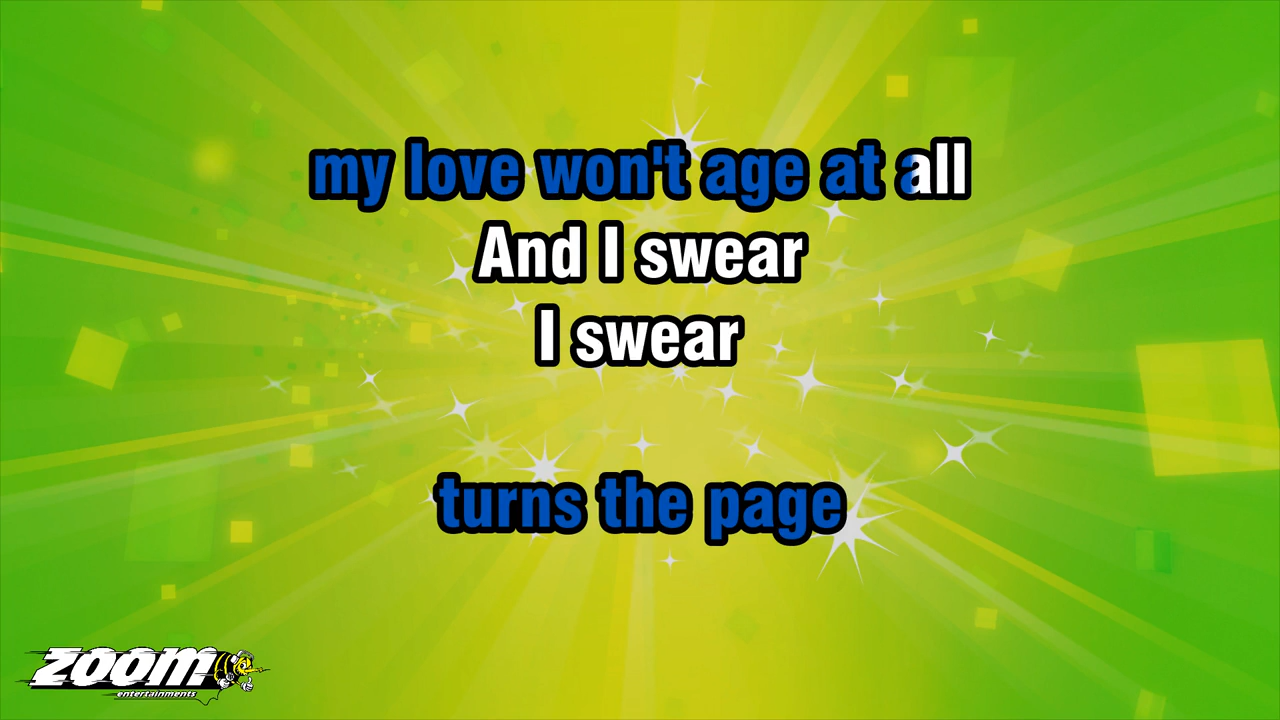 my love won't age at all
And I swear
I swear
turns the page
zoom
entertainments